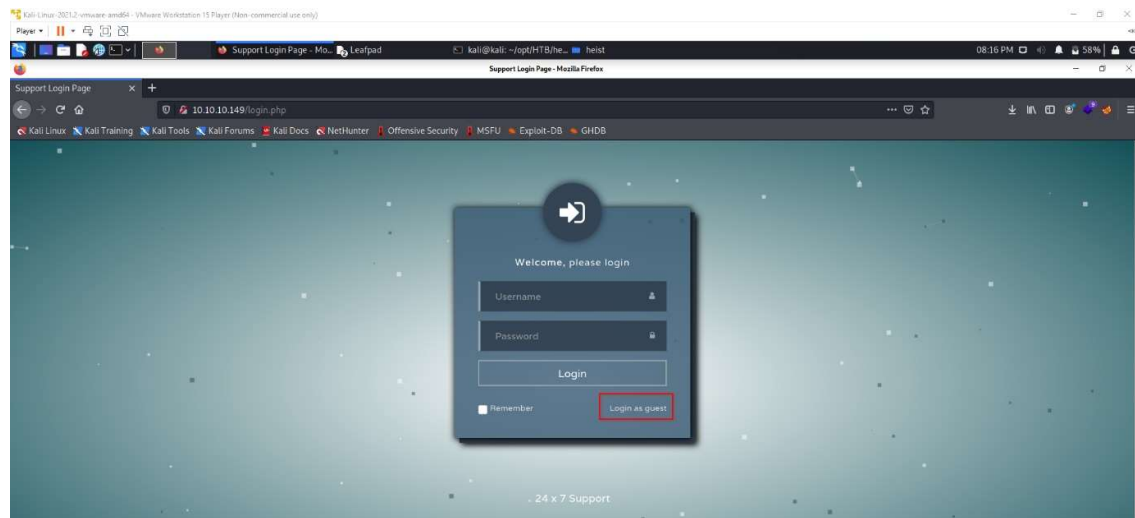 Kali-Linux-2021.2-vmware-amd64 - VMware Workstation 15 Player (Non-commercial use only)
Player
Support Login Page - Mo... Leafpad kali@kali: ~/opt/HTB/he... heist 08:16 PM 58%
Support Login Page - Mozilla Firefox
Support Login Page
10.10.10.149/login.php
Kali Linux Kali Training Kali Tools Kali Forums Kali Docs NetHunter Offensive Security MSFU Exploit-DB GHDB
Welcome, please login
Username
Password
Login
Remember Login as guest
. 24 x 7 Support